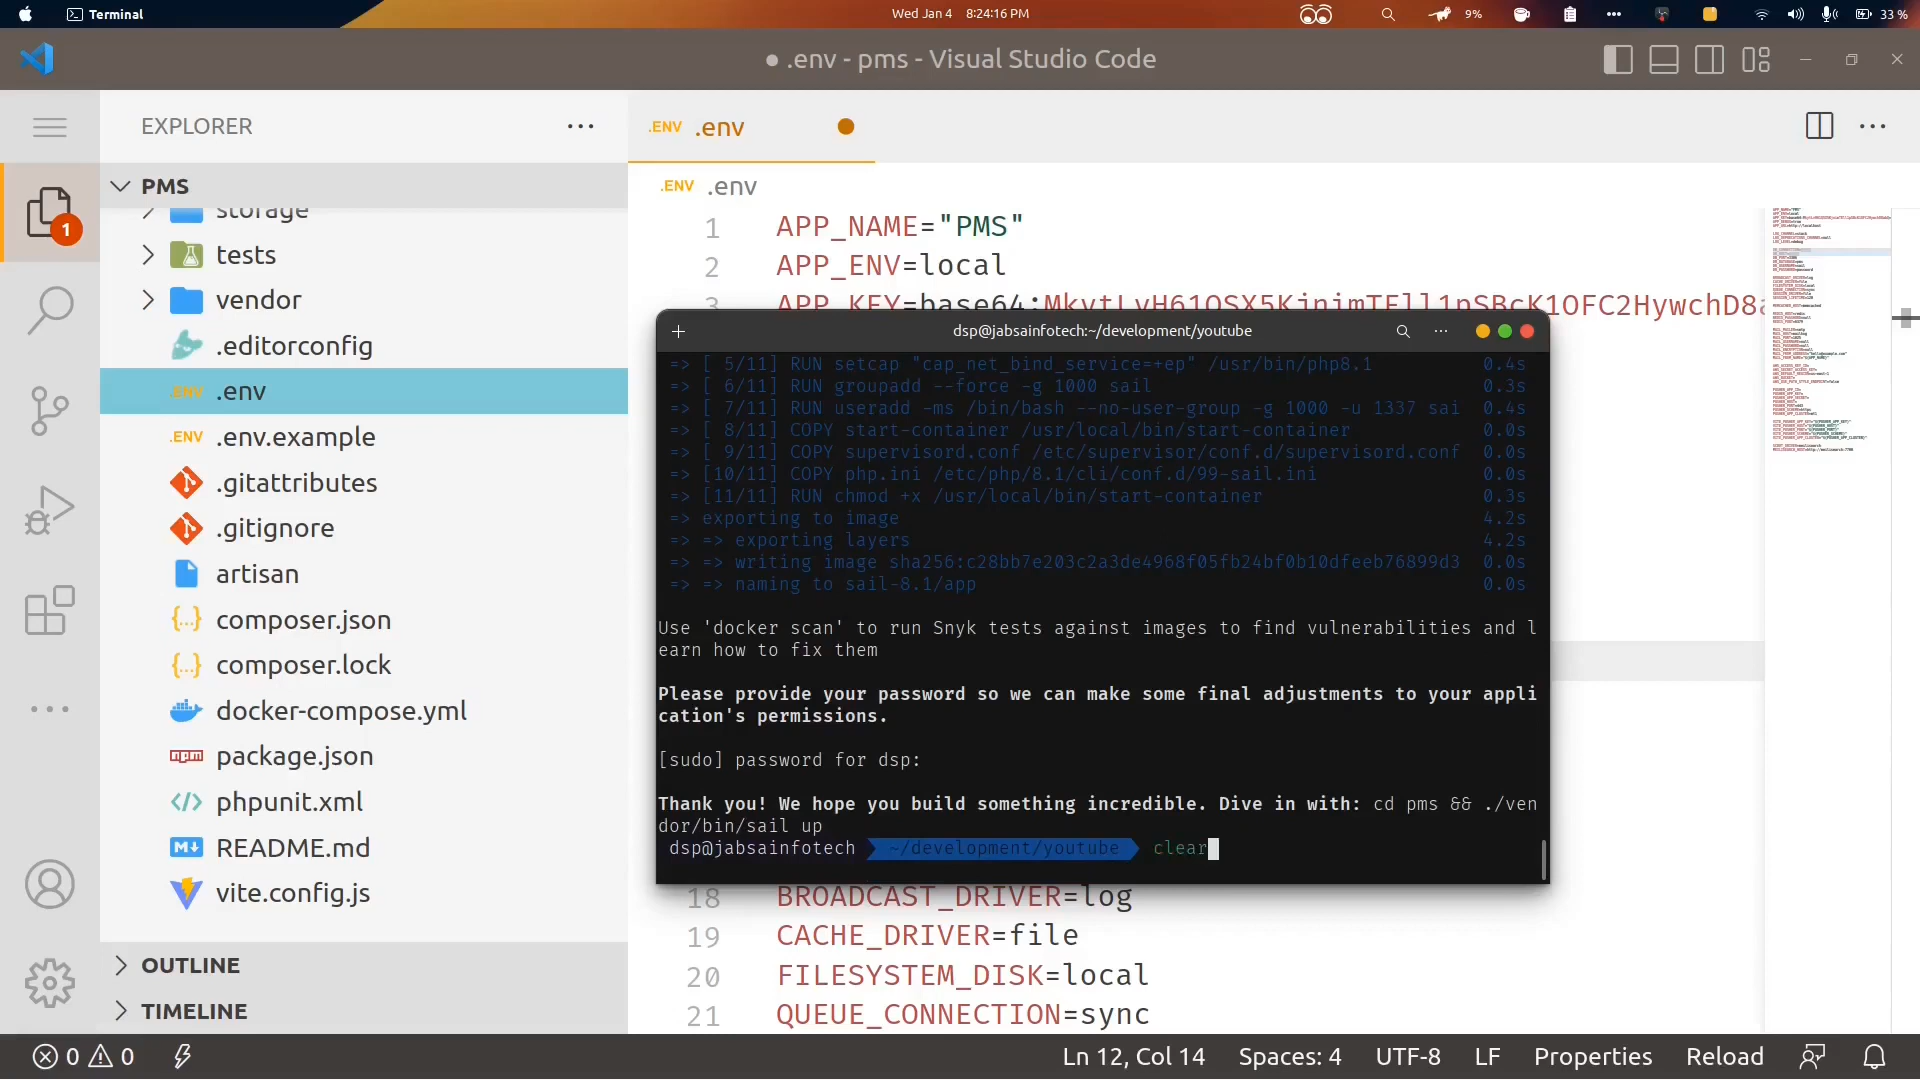 Terminal
Wed Jan 4 8:24:16 PM
9%
33 %
● .env - pms - Visual Studio Code
EXPLORER
.ENV .env
PMS
1
storage
tests
vendor
.editorconfig
.ENV .env
.ENV .env.example
.gitattributes
.gitignore
artisan
composer.json
composer.lock
docker-compose.yml
package.json
phpunit.xml
README.md
vite.config.js
OUTLINE
TIMELINE
.ENV .env
1 APP_NAME="PMS"
2 APP_ENV=local
3 APP_KEY=base64:
dsp@jabsainfotech:~/development/youtube
=> [ 5/11] RUN setcap "cap_net_bind_service=+ep" /usr/bin/php8.1 0.4s
=> [ 6/11] RUN groupadd --force -g 1000 sail 0.3s
=> [ 7/11] RUN useradd -ms /bin/bash --no-user-group -g 1000 -u 1337 sai 0.4s
=> [ 8/11] COPY start-container /usr/local/bin/start-container 0.0s
=> [ 9/11] COPY supervisord.conf /etc/supervisor/conf.d/supervisord.conf 0.0s
=> [10/11] COPY php.ini /etc/php/8.1/cli/conf.d/99-sail.ini 0.0s
=> [11/11] RUN chmod +x /usr/local/bin/start-container 0.3s
=> exporting to image 4.2s
=> => exporting layers 4.2s
=> => writing image sha256:c28bb7e203c2a3de4968f05fb24bf0b10dfeeb76899d3 0.0s
=> => naming to sail-8.1/app 0.0s
Use 'docker scan' to run Snyk tests against images to find vulnerabilities and l
earn how to fix them
Please provide your password so we can make some final adjustments to your appli
cation's permissions.
[sudo] password for dsp:
Thank you! We hope you build something incredible. Dive in with: cd pms && ./ven
dor/bin/sail up
dsp@jabsainfotech ~/development/youtube clear
18 BROADCAST_DRIVER=log
19 CACHE_DRIVER=file
20 FILESYSTEM_DISK=local
21 QUEUE_CONNECTION=sync
0 0
Ln 12, Col 14 Spaces: 4 UTF-8 LF Properties Reload